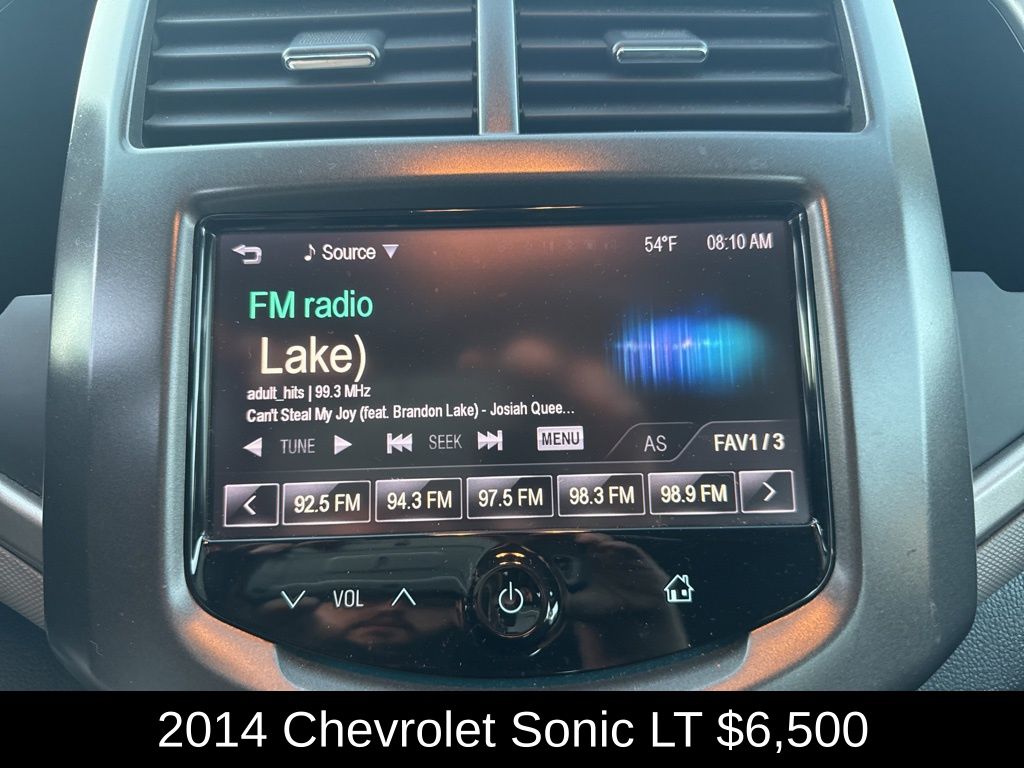 Source 54°F 08:10 AM
FM radio
Lake)
adult_hits | 99.3 MHz
Can't Steal My Joy (feat. Brandon Lake) - Josiah Quee...
TUNE SEEK MENU AS FAV1 / 3
92.5 FM 94.3 FM 97.5 FM 98.3 FM 98.9 FM
VOL
2014 Chevrolet Sonic LT $6,500